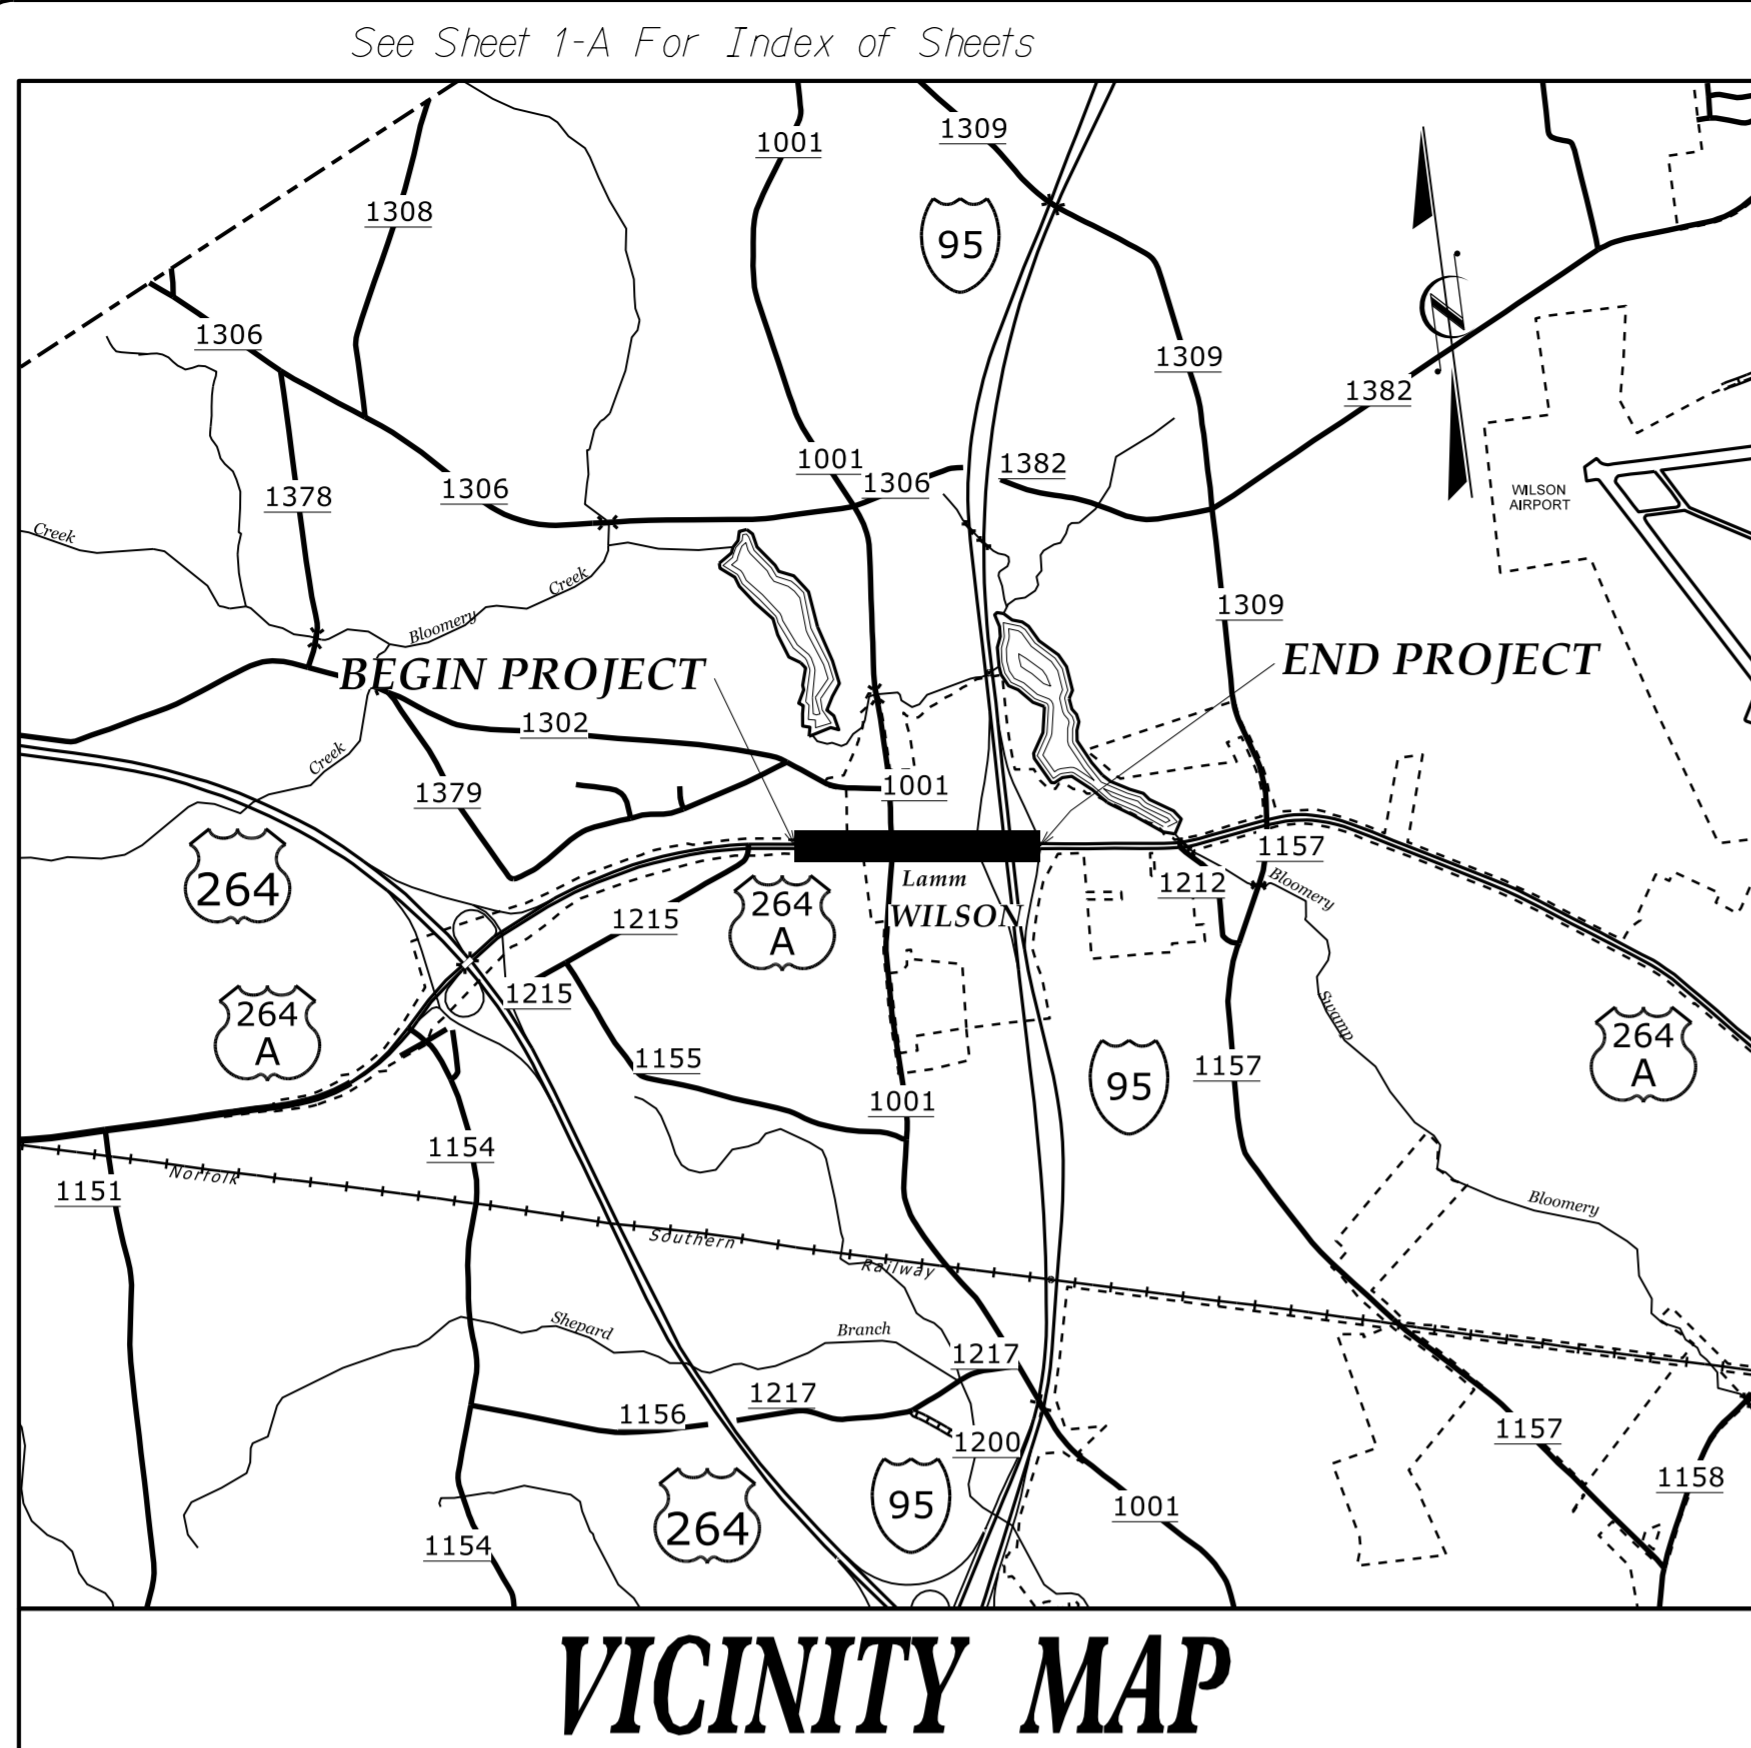 See Sheet 1-A For Index of Sheets
1001
1309
1308
95
1306
1309
1382
1001
1382
1306
1306
1378
WILSON
AIRPORT
Creek
Creek
1309
Bloomery
BEGIN PROJECT
END PROJECT
1302
Creek
1379
1001
1157
264
Lamm
1212
Bloomery
264
A
WILSON
1215
1215
264
A
Swamp
264
A
1155
1157
95
1001
1154
Norfolk
1151
Bloomery
Southern
Railway
Shepard
Branch
1217
1217
1156
1157
1200
1158
95
1001
264
1154
VICINITY MAP